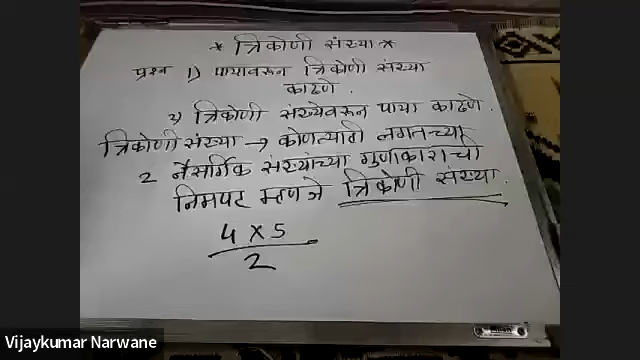 * त्रिकोणी संख्या *
प्रश्न 1) पायावरून त्रिकोणी संख्या
काढणे.
2) त्रिकोणी संख्येवरून पाया काढणे.
त्रिकोणी संख्या → कोणत्याही लगतच्या
2 नैसर्गिक संख्यांच्या गुणाकाराची
निमपट म्हणजे त्रिकोणी संख्या.
4 x 5
2
Vijaykumar Narwane